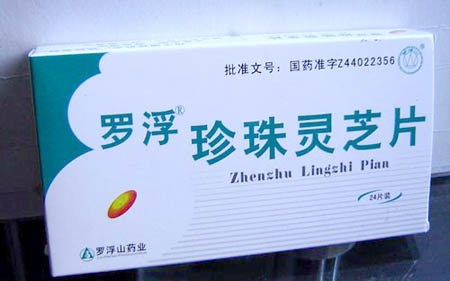 批准文号：国药准字Z44022356
罗浮®
珍珠灵芝片
Zhenzhu Lingzhi Pian
24片装
罗浮山药业